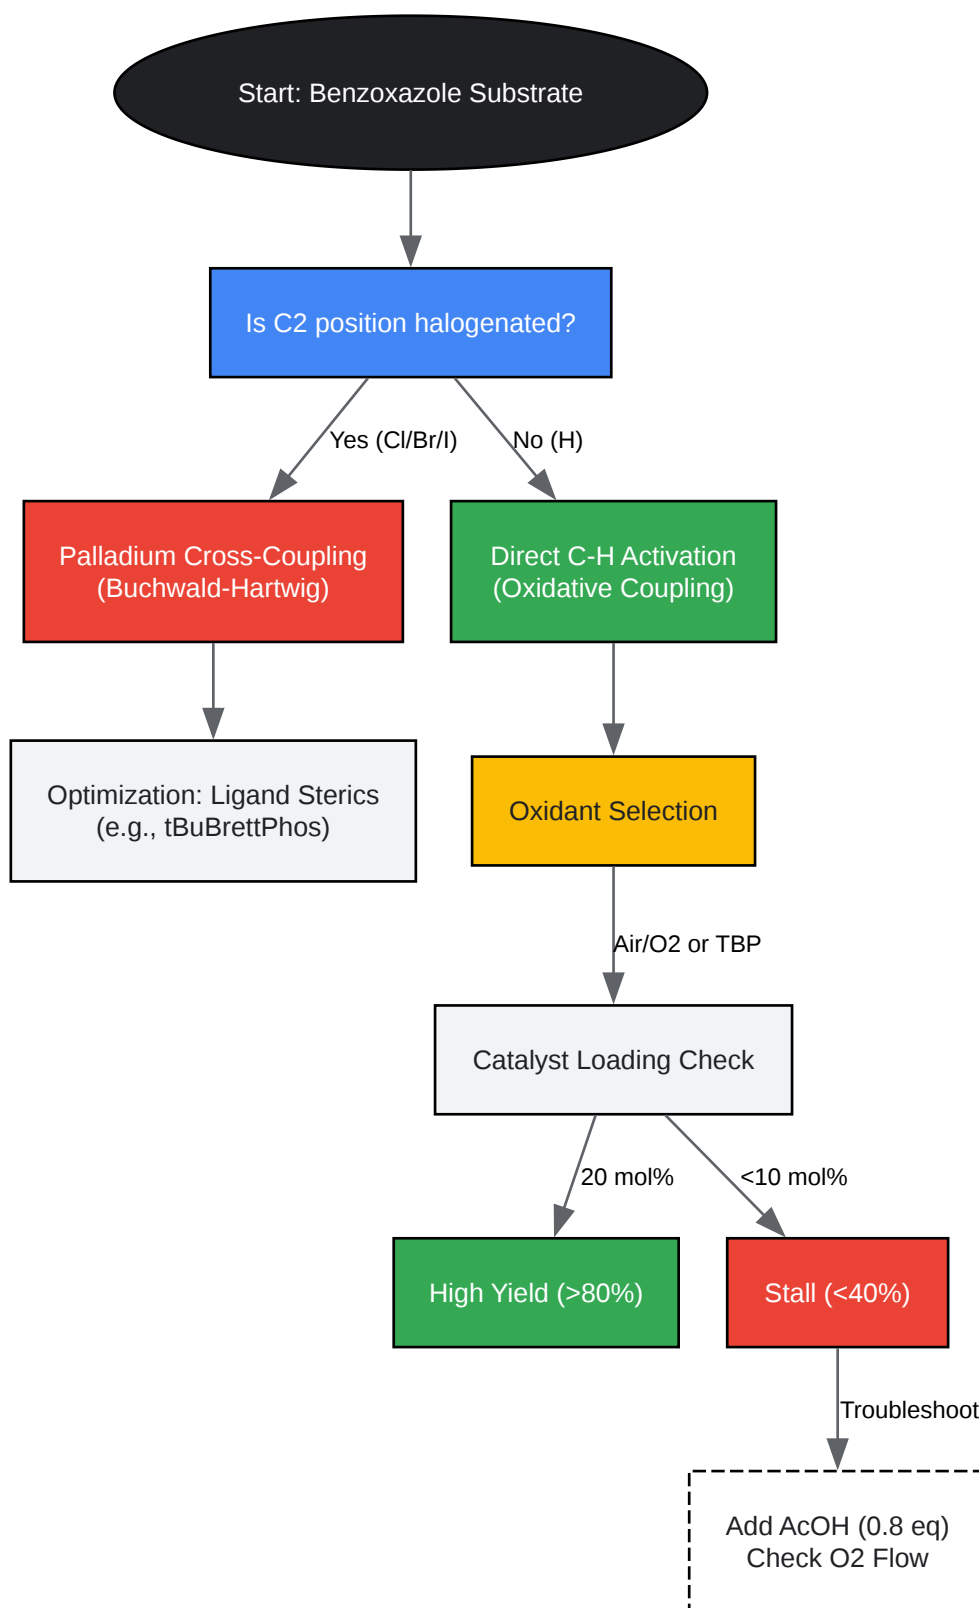 Start: Benzoxazole Substrate
Is C2 position halogenated?
Yes (Cl/Br/I)
No (H)
Palladium Cross-Coupling
(Buchwald-Hartwig)
Direct C-H Activation
(Oxidative Coupling)
Optimization: Ligand Sterics
(e.g., tBuBrettPhos)
Oxidant Selection
Air/O2 or TBP
Catalyst Loading Check
20 mol%
<10 mol%
High Yield (>80%)
Stall (<40%)
Troubleshoot
Add AcOH (0.8 eq)
Check O2 Flow